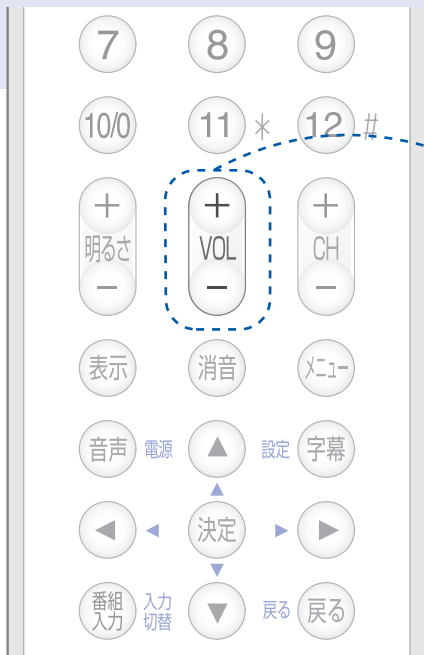 7 8 9
10/0 11 * 12 #
+ + +
明るさ VOL CH
− − −
表示 消音 メニュー
音声 電源 ▲ 設定 字幕
▲
◀ ◀ 決定 ▶ ▶
▼
番組 入力
入力 切替 ▼ 戻る 戻る